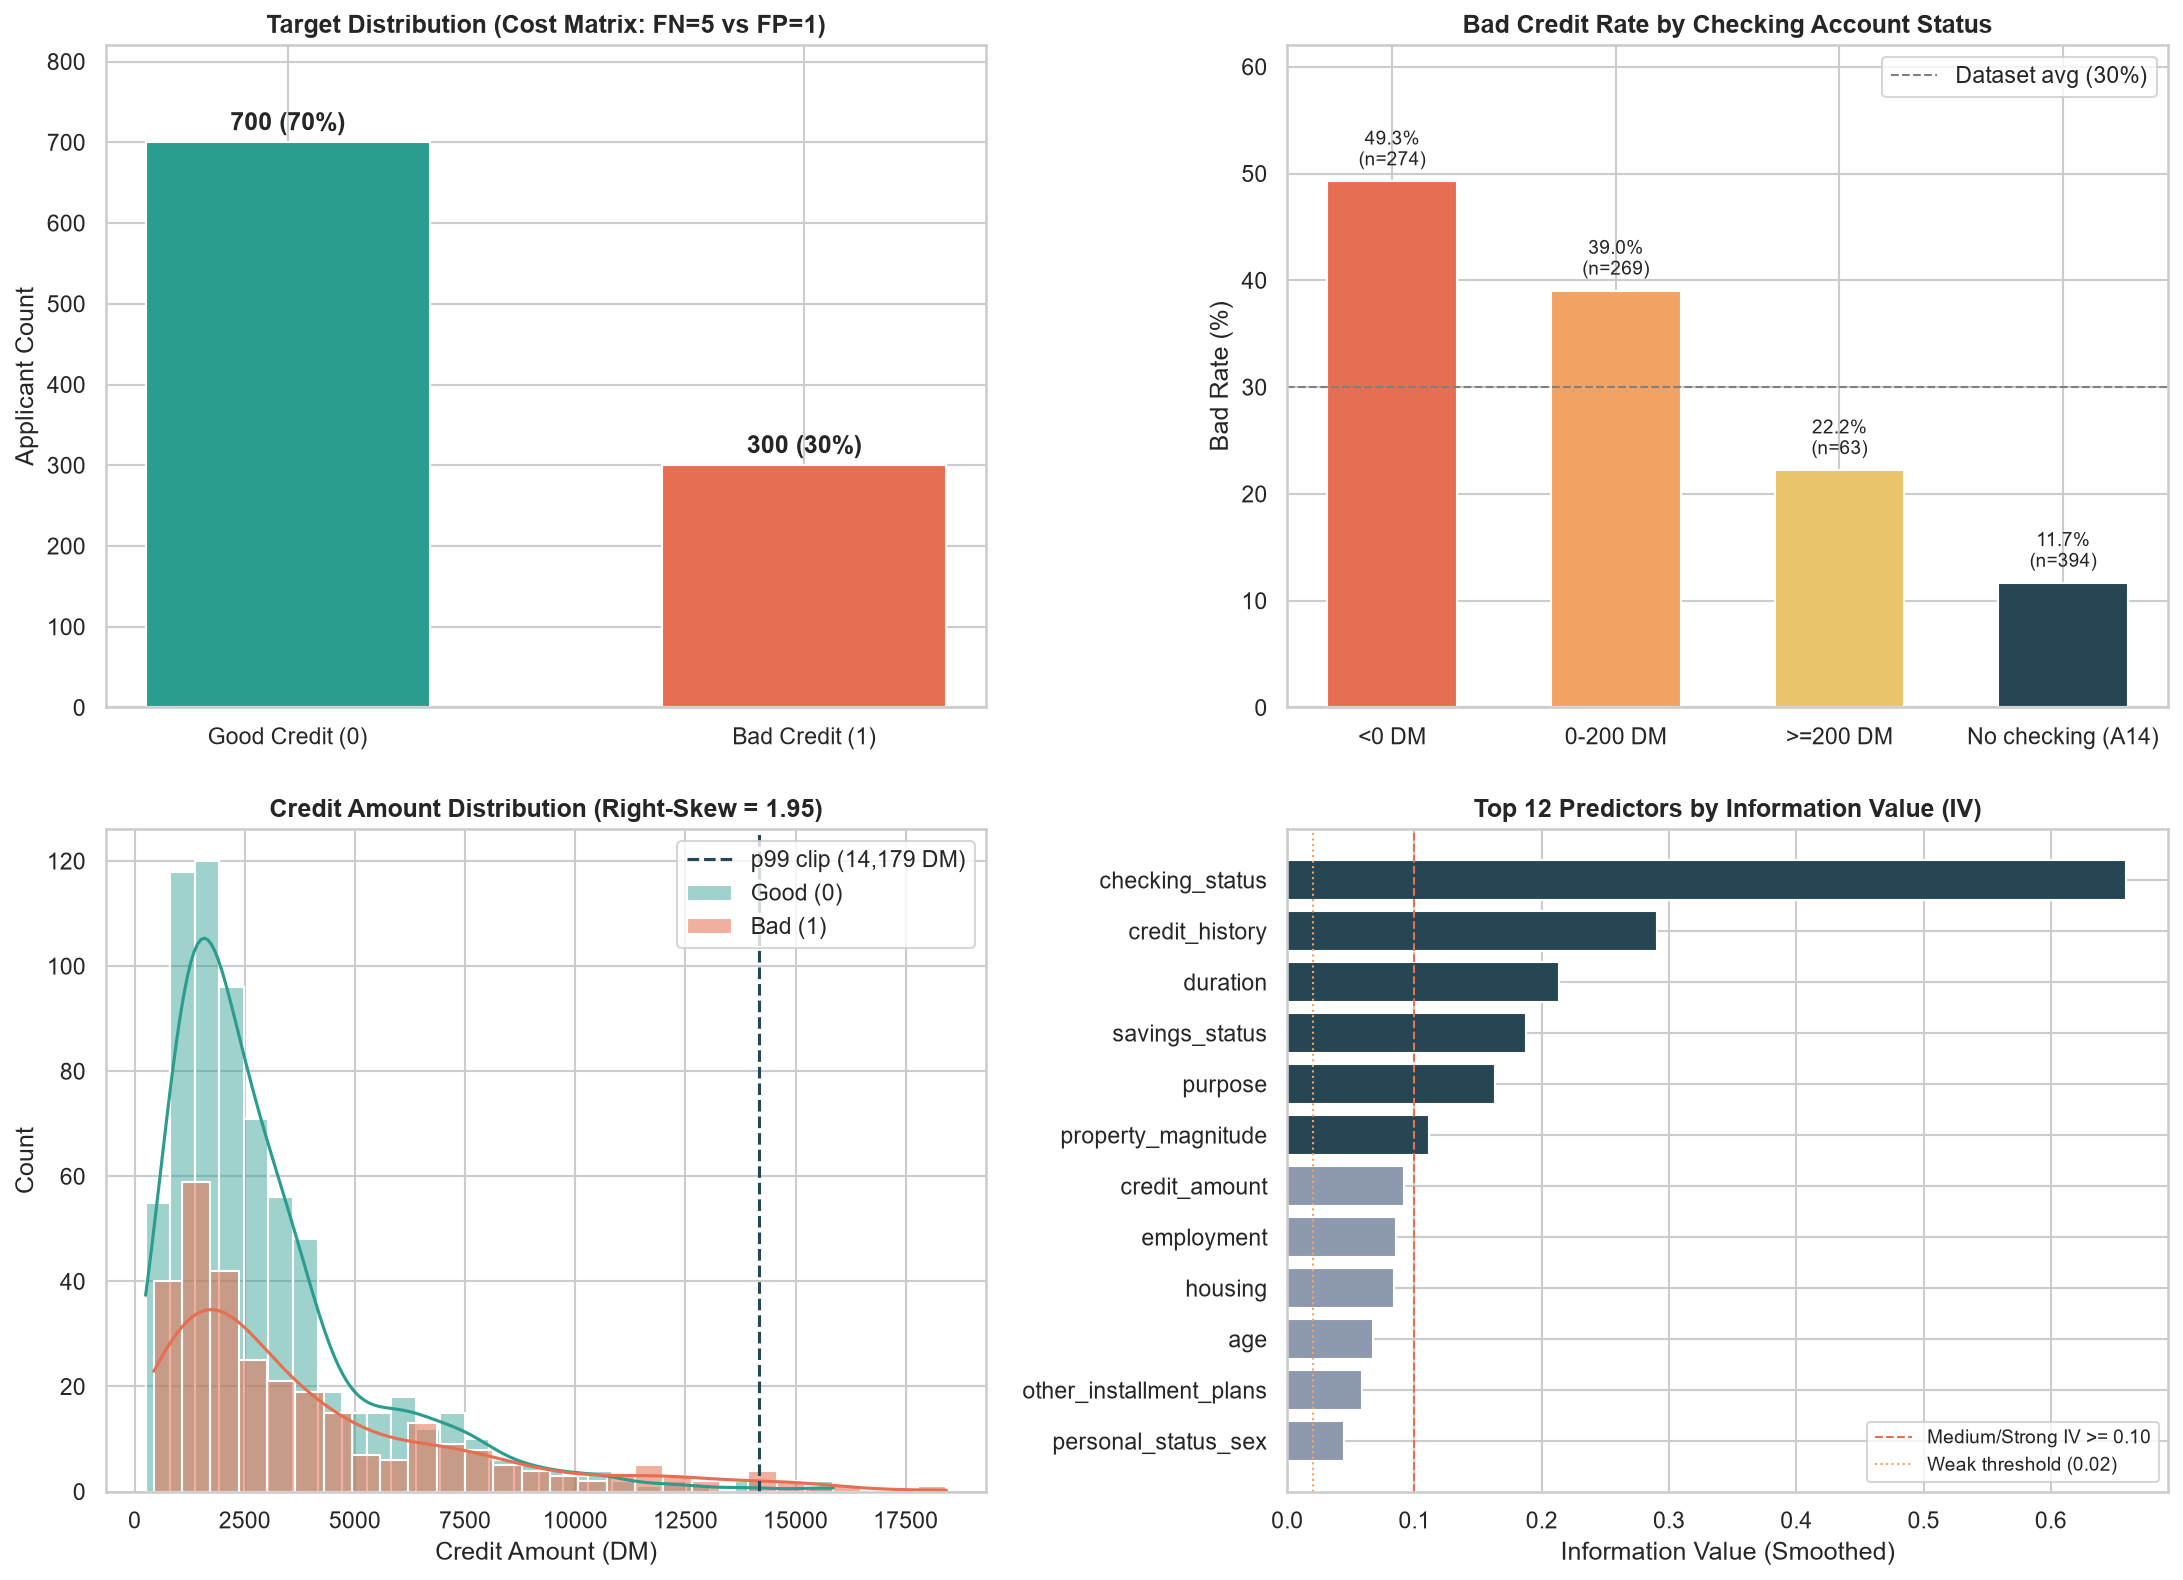 Target Distribution (Cost Matrix: FN=5 vs FP=1)
Applicant Count
800
700
600
500
400
300
200
100
0
700 (70%)
300 (30%)
Good Credit (0)
Bad Credit (1)
Bad Credit Rate by Checking Account Status
Bad Rate (%)
60
50
40
30
20
10
0
Dataset avg (30%)
49.3%
(n=274)
39.0%
(n=269)
22.2%
(n=63)
11.7%
(n=394)
<0 DM
0-200 DM
>=200 DM
No checking (A14)
Credit Amount Distribution (Right-Skew = 1.95)
Count
120
100
80
60
40
20
0
p99 clip (14,179 DM)
Good (0)
Bad (1)
0
2500
5000
7500
10000
12500
15000
17500
Credit Amount (DM)
Top 12 Predictors by Information Value (IV)
checking_status
credit_history
duration
savings_status
purpose
property_magnitude
credit_amount
employment
housing
age
other_installment_plans
personal_status_sex
Medium/Strong IV >= 0.10
Weak threshold (0.02)
0.0
0.1
0.2
0.3
0.4
0.5
0.6
Information Value (Smoothed)